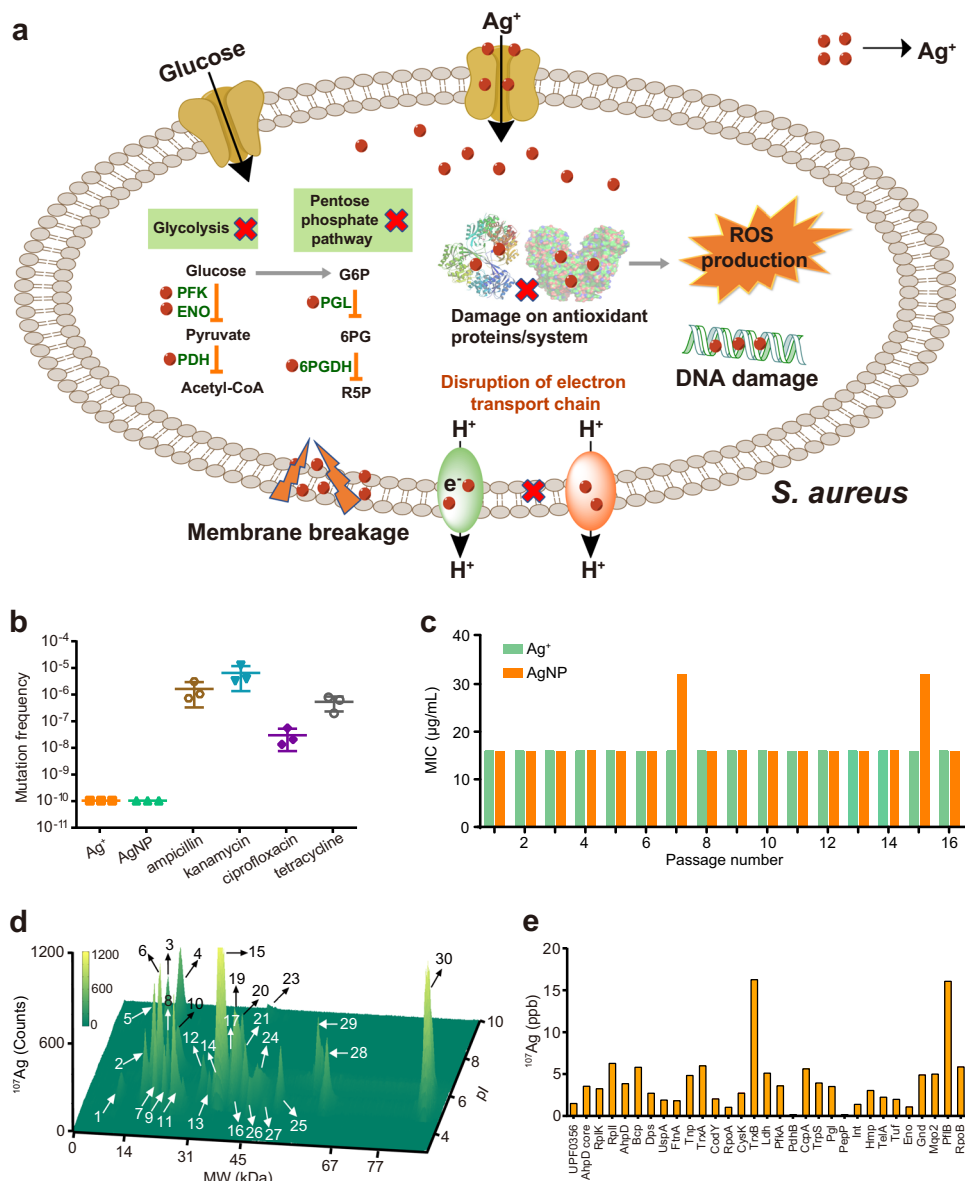 a
Ag⁺
Ag⁺
Glucose
Glycolysis
Pentose
phosphate
pathway
Glucose
G6P
PFK
ENO
PGL
Pyruvate
6PG
PDH
6PGDH
Acetyl-CoA
R5P
Damage on antioxidant
proteins/system
ROS
production
DNA damage
Disruption of electron
transport chain
H⁺
H⁺
e⁻
Membrane breakage
H⁺
H⁺
S. aureus
b
Mutation frequency
10⁻⁴
10⁻⁵
10⁻⁶
10⁻⁷
10⁻⁸
10⁻⁹
10⁻¹⁰
10⁻¹¹
Ag⁺
AgNP
ampicillin
kanamycin
ciprofloxacin
tetracycline
c
MIC (µg/mL)
40
30
20
10
0
Ag⁺
AgNP
2 4 6 8 10 12 14 16
Passage number
d
¹⁰⁷Ag (Counts)
1200
600
0
1200
600
0
6 3 4 15 30
8 10 19 20 23
5 17 21 29
2 12 14 24 28
1 7 9 11 13 16 26 27 25
0 14 31 45 67 77
MW (kDa)
10
8
6
4
pI
e
¹⁰⁷Ag (ppb)
20
15
10
5
0
UPF0356
AhpD core
RplK
RplI
AhpD
Bcp
Dps
UspA
FtnA
Tnp
TrxA
CodY
RpoA
CysK
TrxB
Ldh
PfkA
PdhB
CcpA
TrpS
Pgl
PepP
Int
Hmp
TelA
Tuf
Eno
Gnd
Mqo2
PflB
RpoB